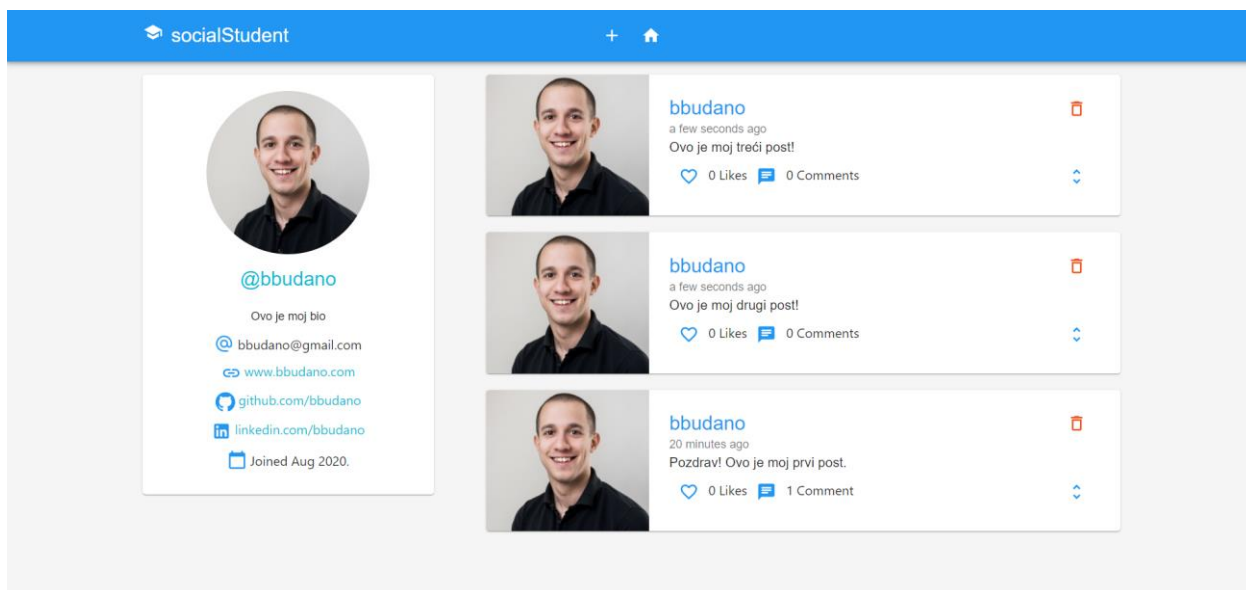 socialStudent
@bbudano
Ovo je moj bio
bbudano@gmail.com
www.bbudano.com
github.com/bbudano
linkedin.com/bbudano
Joined Aug 2020.
bbudano
a few seconds ago
Ovo je moj treći post!
0 Likes 0 Comments
bbudano
a few seconds ago
Ovo je moj drugi post!
0 Likes 0 Comments
bbudano
20 minutes ago
Pozdrav! Ovo je moj prvi post.
0 Likes 1 Comment